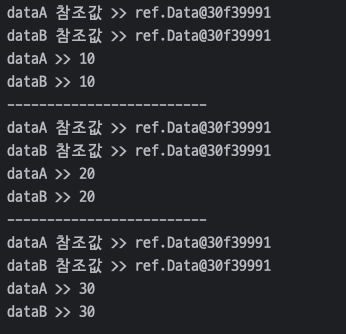 dataA 참조값 >> ref.Data@30f39991
dataB 참조값 >> ref.Data@30f39991
dataA >> 10
dataB >> 10
-------------------------
dataA 참조값 >> ref.Data@30f39991
dataB 참조값 >> ref.Data@30f39991
dataA >> 20
dataB >> 20
-------------------------
dataA 참조값 >> ref.Data@30f39991
dataB 참조값 >> ref.Data@30f39991
dataA >> 30
dataB >> 30